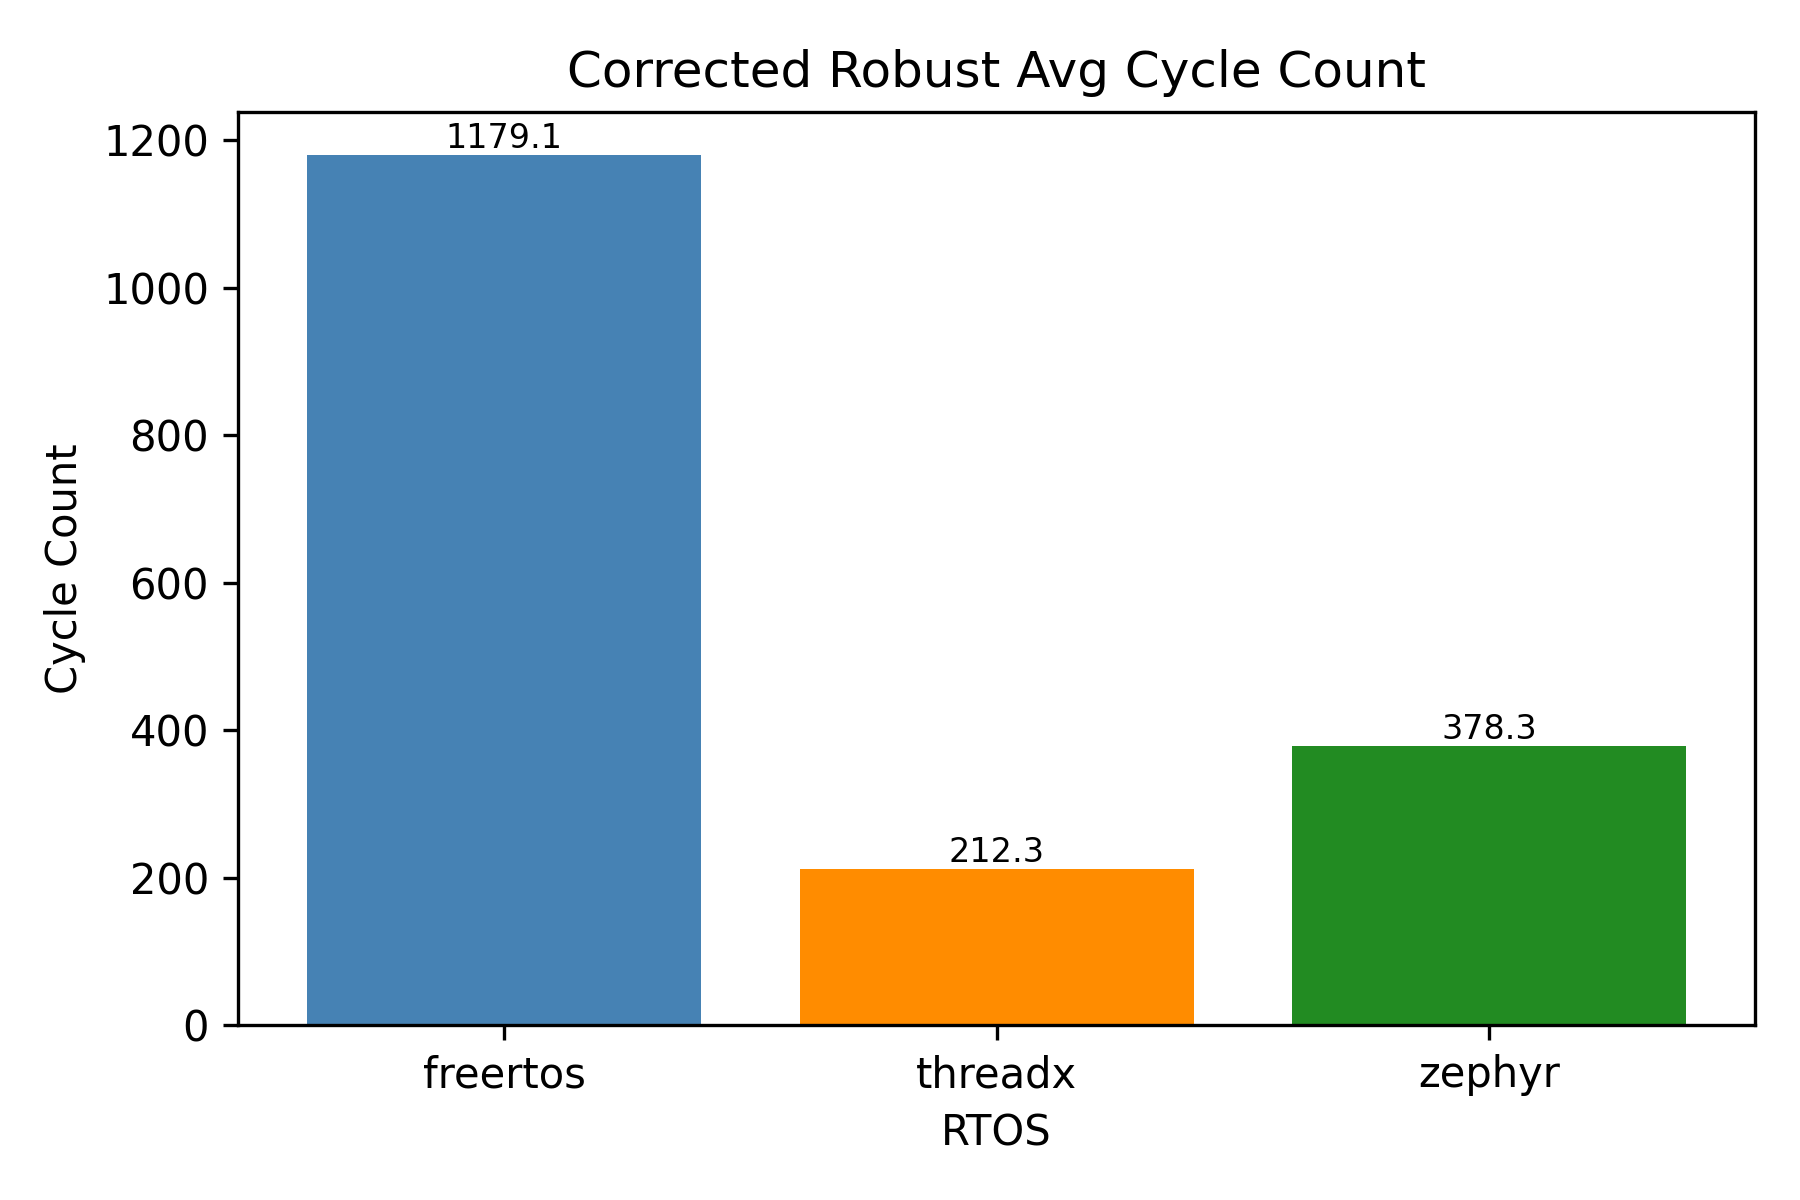 Corrected Robust Avg Cycle Count
1200
1000
800
600
400
200
0
Cycle Count
1179.1
212.3
378.3
freertos
threadx
zephyr
RTOS